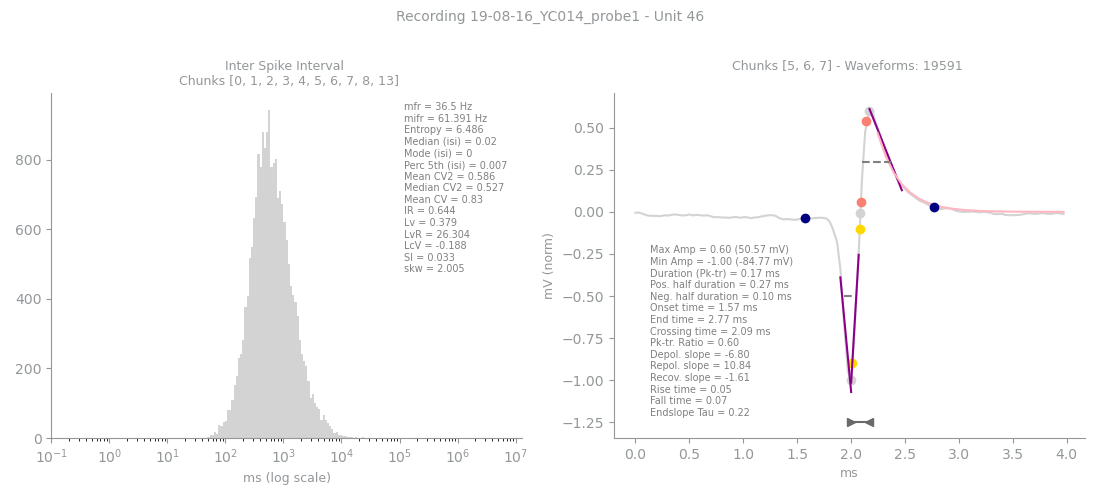 Recording 19-08-16_YC014_probe1 - Unit 46
Inter Spike Interval
Chunks [0, 1, 2, 3, 4, 5, 6, 7, 8, 13]
mfr = 36.5 Hz
mifr = 61.391 Hz
Entropy = 6.486
Median (isi) = 0.02
Mode (isi) = 0
Perc 5th (isi) = 0.007
Mean CV2 = 0.586
Median CV2 = 0.527
Mean CV = 0.83
IR = 0.644
Lv = 0.379
LvR = 26.304
LcV = -0.188
SI = 0.033
skw = 2.005
800
600
400
200
0
10⁻¹ 10⁰ 10¹ 10² 10³ 10⁴ 10⁵ 10⁶ 10⁷
ms (log scale)
Chunks [5, 6, 7] - Waveforms: 19591
mV (norm)
0.50
0.25
0.00
−0.25
−0.50
−0.75
−1.00
−1.25
Max Amp = 0.60 (50.57 mV)
Min Amp = -1.00 (-84.77 mV)
Duration (Pk-tr) = 0.17 ms
Pos. half duration = 0.27 ms
Neg. half duration = 0.10 ms
Onset time = 1.57 ms
End time = 2.77 ms
Crossing time = 2.09 ms
Pk-tr. Ratio = 0.60
Depol. slope = -6.80
Repol. slope = 10.84
Recov. slope = -1.61
Rise time = 0.05
Fall time = 0.07
Endslope Tau = 0.22
0.0 0.5 1.0 1.5 2.0 2.5 3.0 3.5 4.0
ms